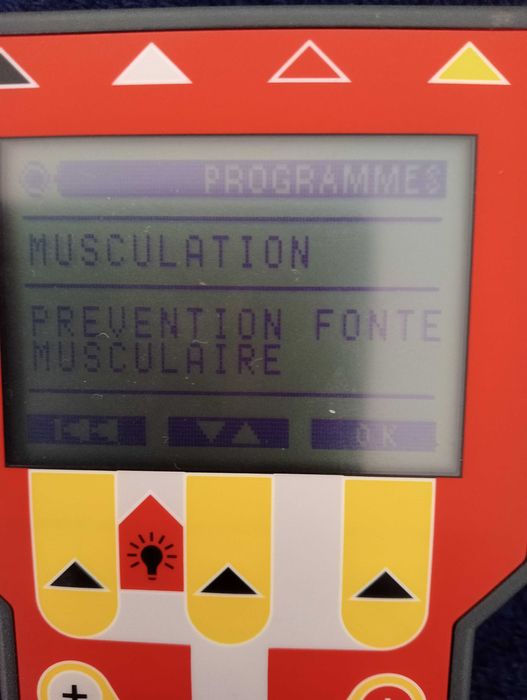 PROGRAMMES
MUSCULATION
PREVENTION FONTE
MUSCULAIRE
OK
+